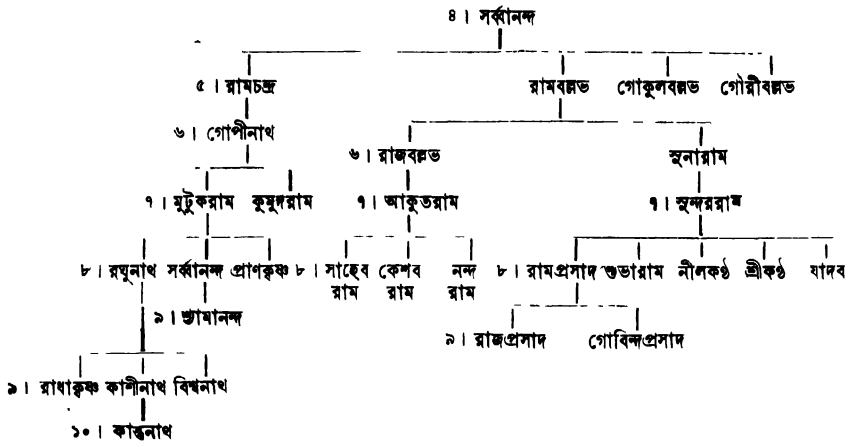 ৪। সর্ব্বানন্দ
৫। রামচন্দ্র রামবল্লভ গোকুলবল্লভ গৌরীবল্লভ
৬। গোপীনাথ
৬। রাজবল্লভ সুনারাম
৭। মুটুকরাম কুমুদরাম ৭। আকুতরাম ৭। সুন্দররাম
৮। রঘুনাথ সর্ব্বানন্দ প্রাণকৃষ্ণ ৮। সাহেব কেশব নন্দ ৮। রামপ্রসাদ শুভারাম নীলকণ্ঠ শ্রীকণ্ঠ যাদব
রাম রাম রাম
৯। শ্যামানন্দ
৯। রাজপ্রসাদ গোবিন্দপ্রসাদ
৯। রাধাকৃষ্ণ কাশীনাথ বিশ্বনাথ
১০। কান্তনাথ